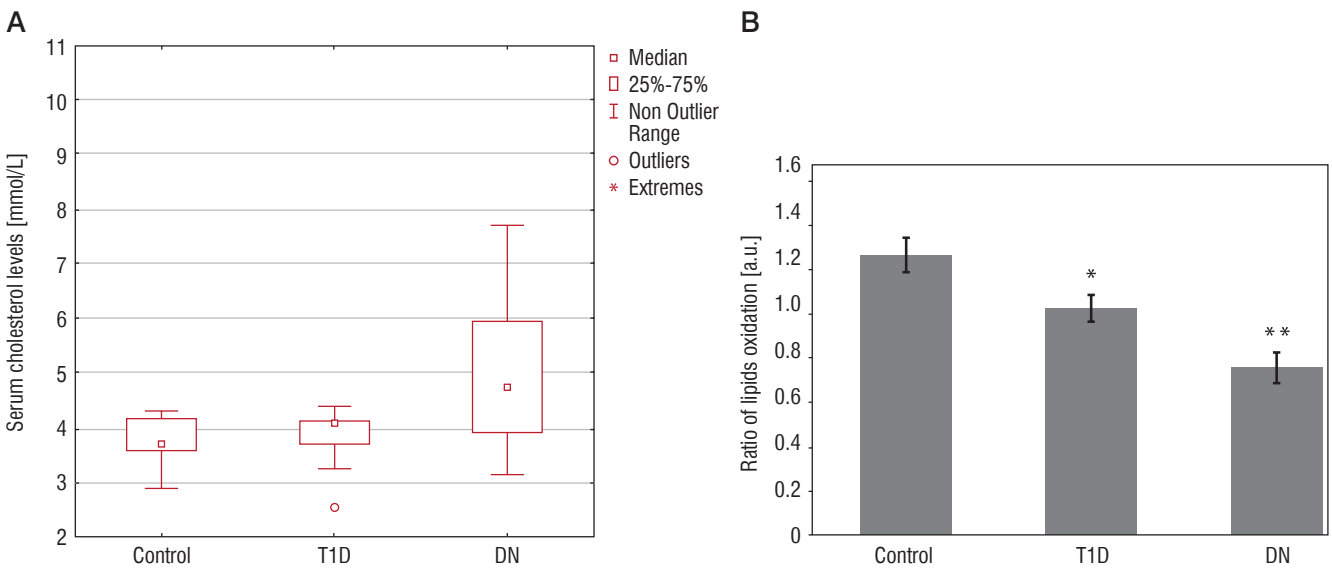 A
Serum cholesterol levels [mmol/L]
11
10
9
8
7
6
5
4
3
2
Control
T1D
DN
Median
25%-75%
Non Outlier
Range
Outliers
* Extremes
B
Ratio of lipids oxidation [a.u.]
1.6
1.4
1.2
1.0
0.8
0.6
0.4
0.2
0
*
**
Control
T1D
DN